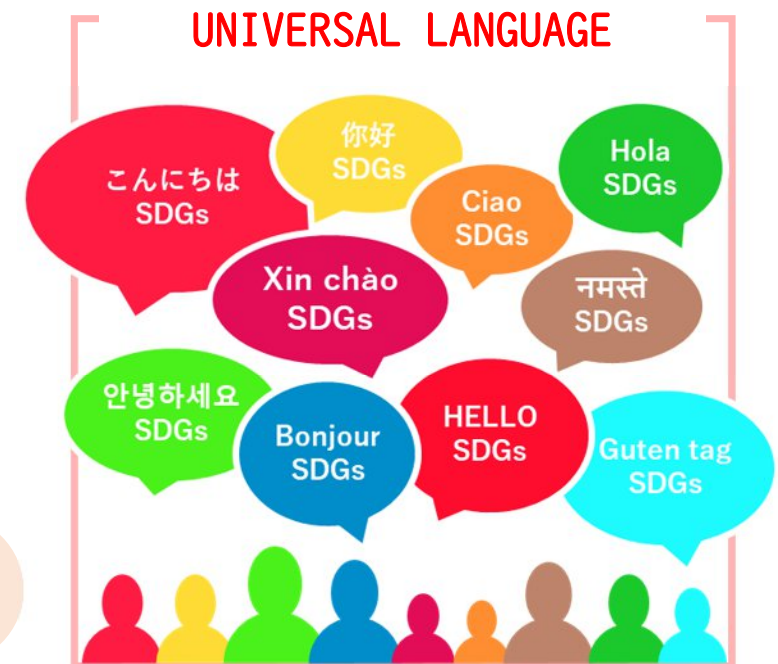 UNIVERSAL LANGUAGE
こんにちは
SDGs
你好
SDGs
Ciao
SDGs
Hola
SDGs
Xin chào
SDGs
नमस्ते
SDGs
안녕하세요
SDGs
Bonjour
SDGs
HELLO
SDGs
Guten tag
SDGs